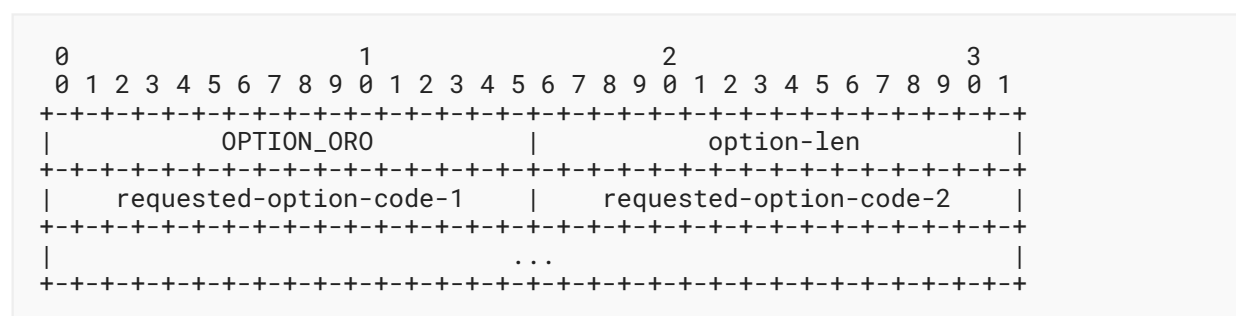 0                   1                   2                   3
 0 1 2 3 4 5 6 7 8 9 0 1 2 3 4 5 6 7 8 9 0 1 2 3 4 5 6 7 8 9 0 1
+-+-+-+-+-+-+-+-+-+-+-+-+-+-+-+-+-+-+-+-+-+-+-+-+-+-+-+-+-+-+-+-+
|           OPTION_ORO          |           option-len          |
+-+-+-+-+-+-+-+-+-+-+-+-+-+-+-+-+-+-+-+-+-+-+-+-+-+-+-+-+-+-+-+-+
|    requested-option-code-1    |    requested-option-code-2    |
+-+-+-+-+-+-+-+-+-+-+-+-+-+-+-+-+-+-+-+-+-+-+-+-+-+-+-+-+-+-+-+-+
|                              ...                              |
+-+-+-+-+-+-+-+-+-+-+-+-+-+-+-+-+-+-+-+-+-+-+-+-+-+-+-+-+-+-+-+-+